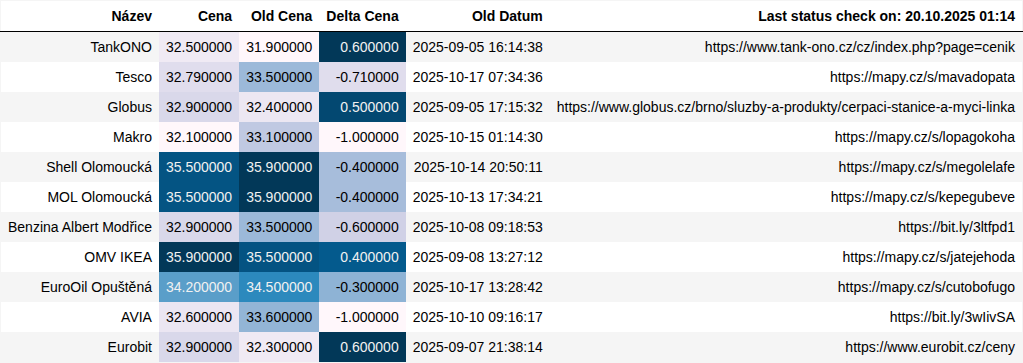 Název Cena Old Cena Delta Cena Old Datum Last status check on: 20.10.2025 01:14
TankONO 32.500000 31.900000 0.600000 2025-09-05 16:14:38 https://www.tank-ono.cz/cz/index.php?page=cenik
Tesco 32.790000 33.500000 -0.710000 2025-10-17 07:34:36 https://mapy.cz/s/mavadopata
Globus 32.900000 32.400000 0.500000 2025-09-05 17:15:32 https://www.globus.cz/brno/sluzby-a-produkty/cerpaci-stanice-a-myci-linka
Makro 32.100000 33.100000 -1.000000 2025-10-15 01:14:30 https://mapy.cz/s/lopagokoha
Shell Olomoucká 35.500000 35.900000 -0.400000 2025-10-14 20:50:11 https://mapy.cz/s/megolelafe
MOL Olomoucká 35.500000 35.900000 -0.400000 2025-10-13 17:34:21 https://mapy.cz/s/kepegubeve
Benzina Albert Modřice 32.900000 33.500000 -0.600000 2025-10-08 09:18:53 https://bit.ly/3ltfpd1
OMV IKEA 35.900000 35.500000 0.400000 2025-09-08 13:27:12 https://mapy.cz/s/jatejehoda
EuroOil Opuštěná 34.200000 34.500000 -0.300000 2025-10-17 13:28:42 https://mapy.cz/s/cutobofugo
AVIA 32.600000 33.600000 -1.000000 2025-10-10 09:16:17 https://bit.ly/3wIivSA
Eurobit 32.900000 32.300000 0.600000 2025-09-07 21:38:14 https://www.eurobit.cz/ceny